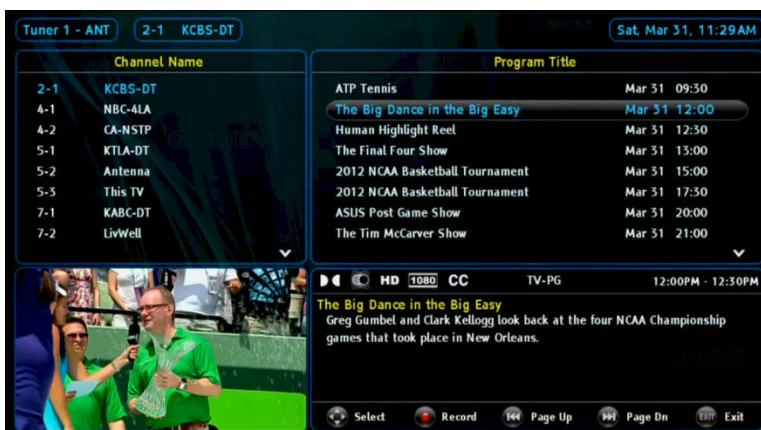 Tuner 1 - ANT 2-1 KCBS-DT Sat, Mar 31, 11:29AM
Channel Name
2-1 KCBS-DT
4-1 NBC-4LA
4-2 CA-NSTP
5-1 KTLA-DT
5-2 Antenna
5-3 This TV
7-1 KABC-DT
7-2 LivWell
Program Title
ATP Tennis Mar 31 09:30
The Big Dance in the Big Easy Mar 31 12:00
Human Highlight Reel Mar 31 12:30
The Final Four Show Mar 31 13:00
2012 NCAA Basketball Tournament Mar 31 15:00
2012 NCAA Basketball Tournament Mar 31 17:30
ASUS Post Game Show Mar 31 20:00
The Tim McCarver Show Mar 31 21:00
HD 1080 CC TV-PG 12:00PM - 12:30PM
The Big Dance in the Big Easy
Greg Gumbel and Clark Kellogg look back at the four NCAA Championship
games that took place in New Orleans.
Select Record Page Up Page Dn EXIT Exit